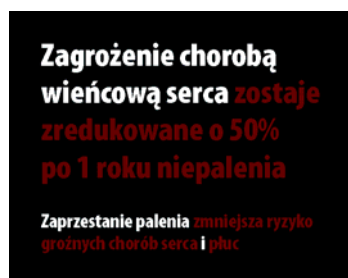 Zagrożenie chorobą
wieńcową serca zostaje
zredukowane o 50%
po 1 roku niepalenia
Zaprzestanie palenia zmniejsza ryzyko
groźnych chorób serca i płuc